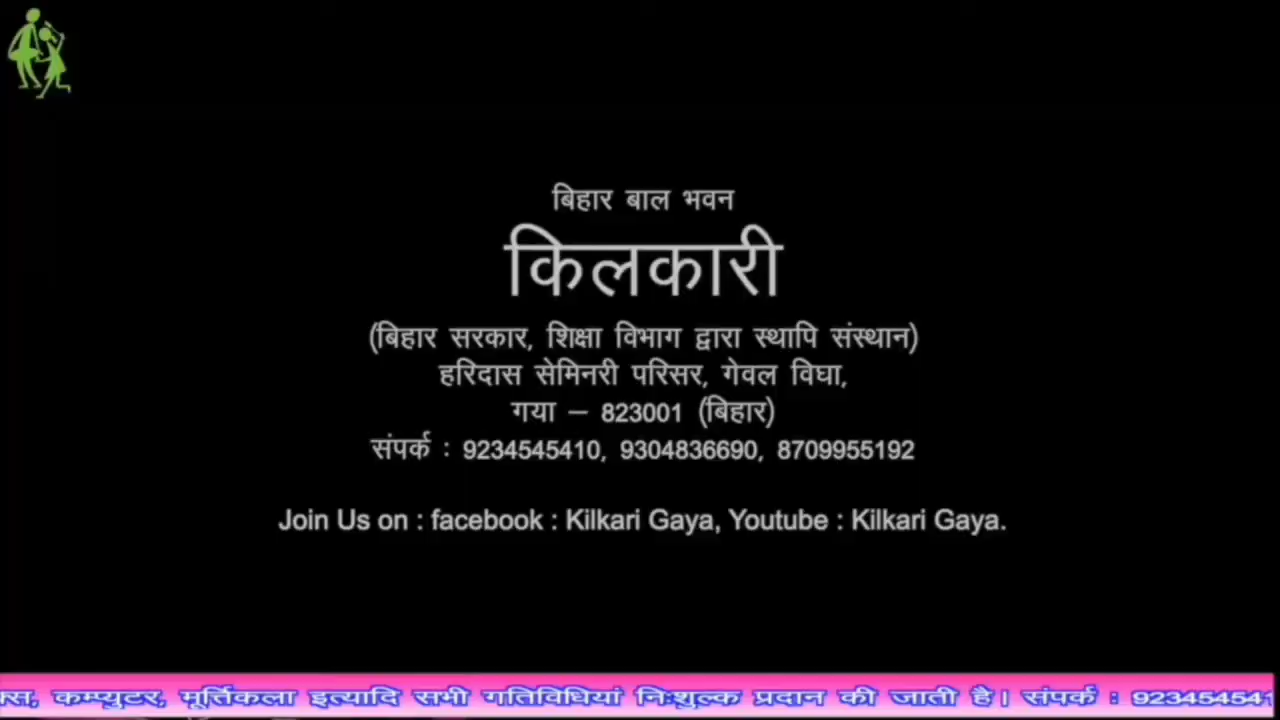 बिहार बाल भवन
किलकारी
(बिहार सरकार, शिक्षा विभाग द्वारा स्थापि संस्थान)
हरिदास सेमिनरी परिसर, गेवल विघा,
गया – 823001 (बिहार)
संपर्क : 9234545410, 9304836690, 8709955192
Join Us on : facebook : Kilkari Gaya, Youtube : Kilkari Gaya.
कम्प्युटर, मूर्तिकला इत्यादि सभी गतिविधियां निःशुल्क प्रदान की जाती है। संपर्क : 923454541